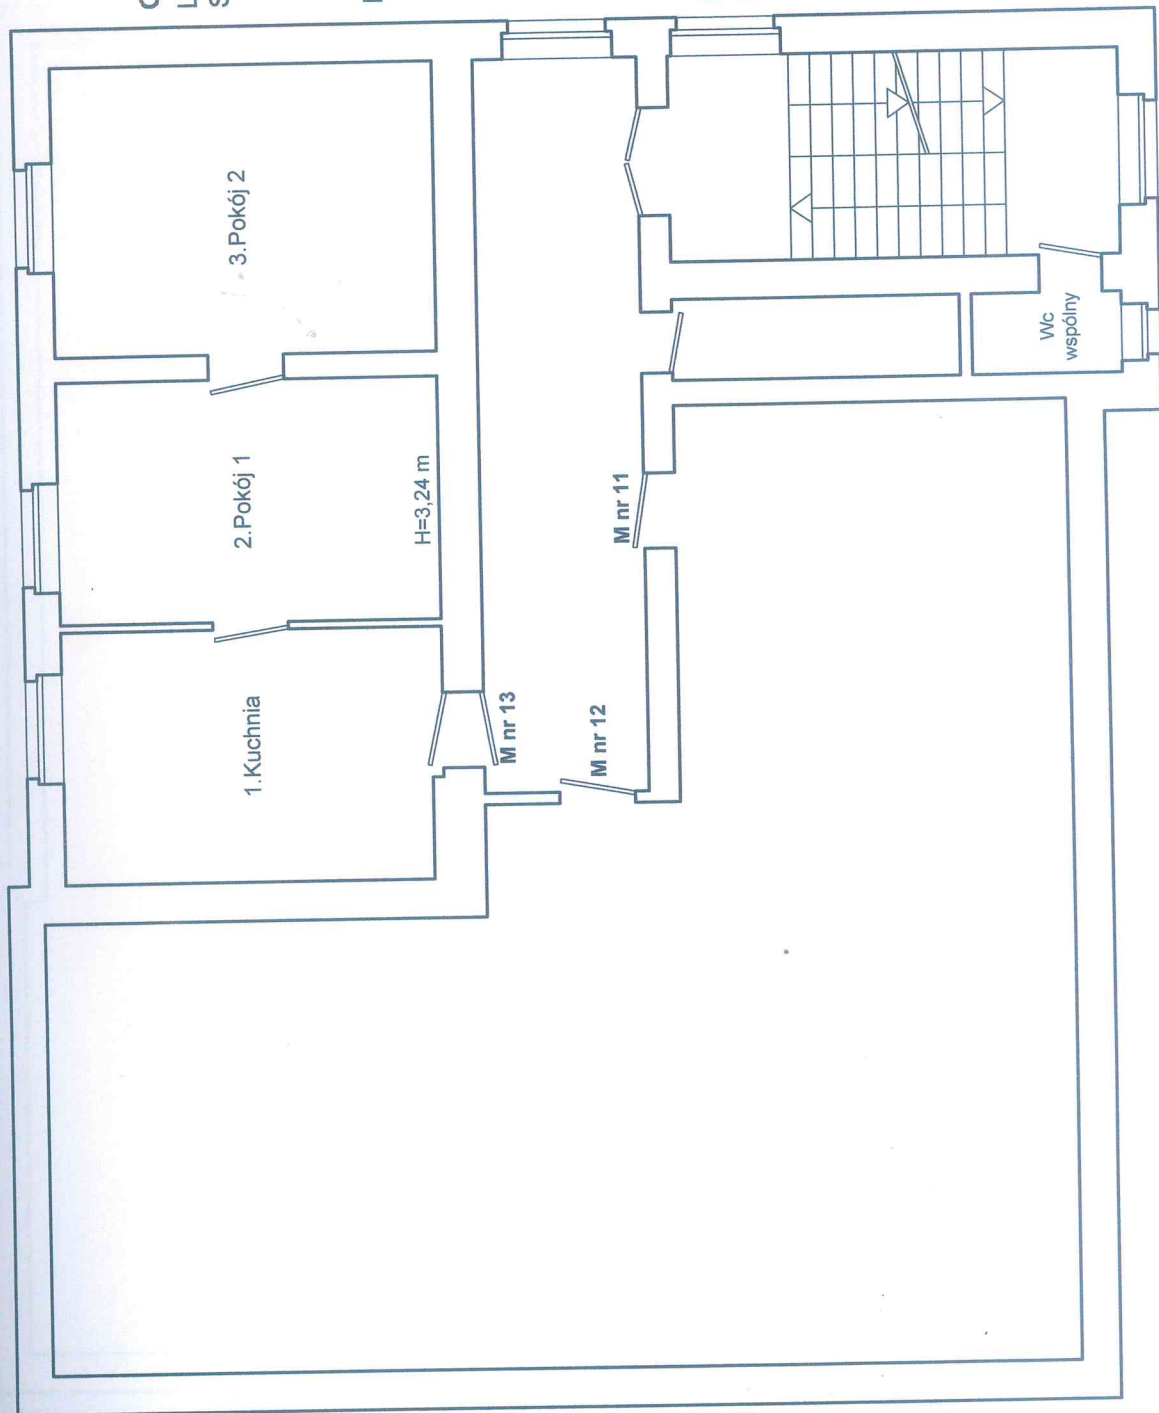 3.Pokój 2
2.Pokój 1
H=3,24 m
1.Kuchnia
M nr 13
M nr 12
M nr 11
Wc
wspólny